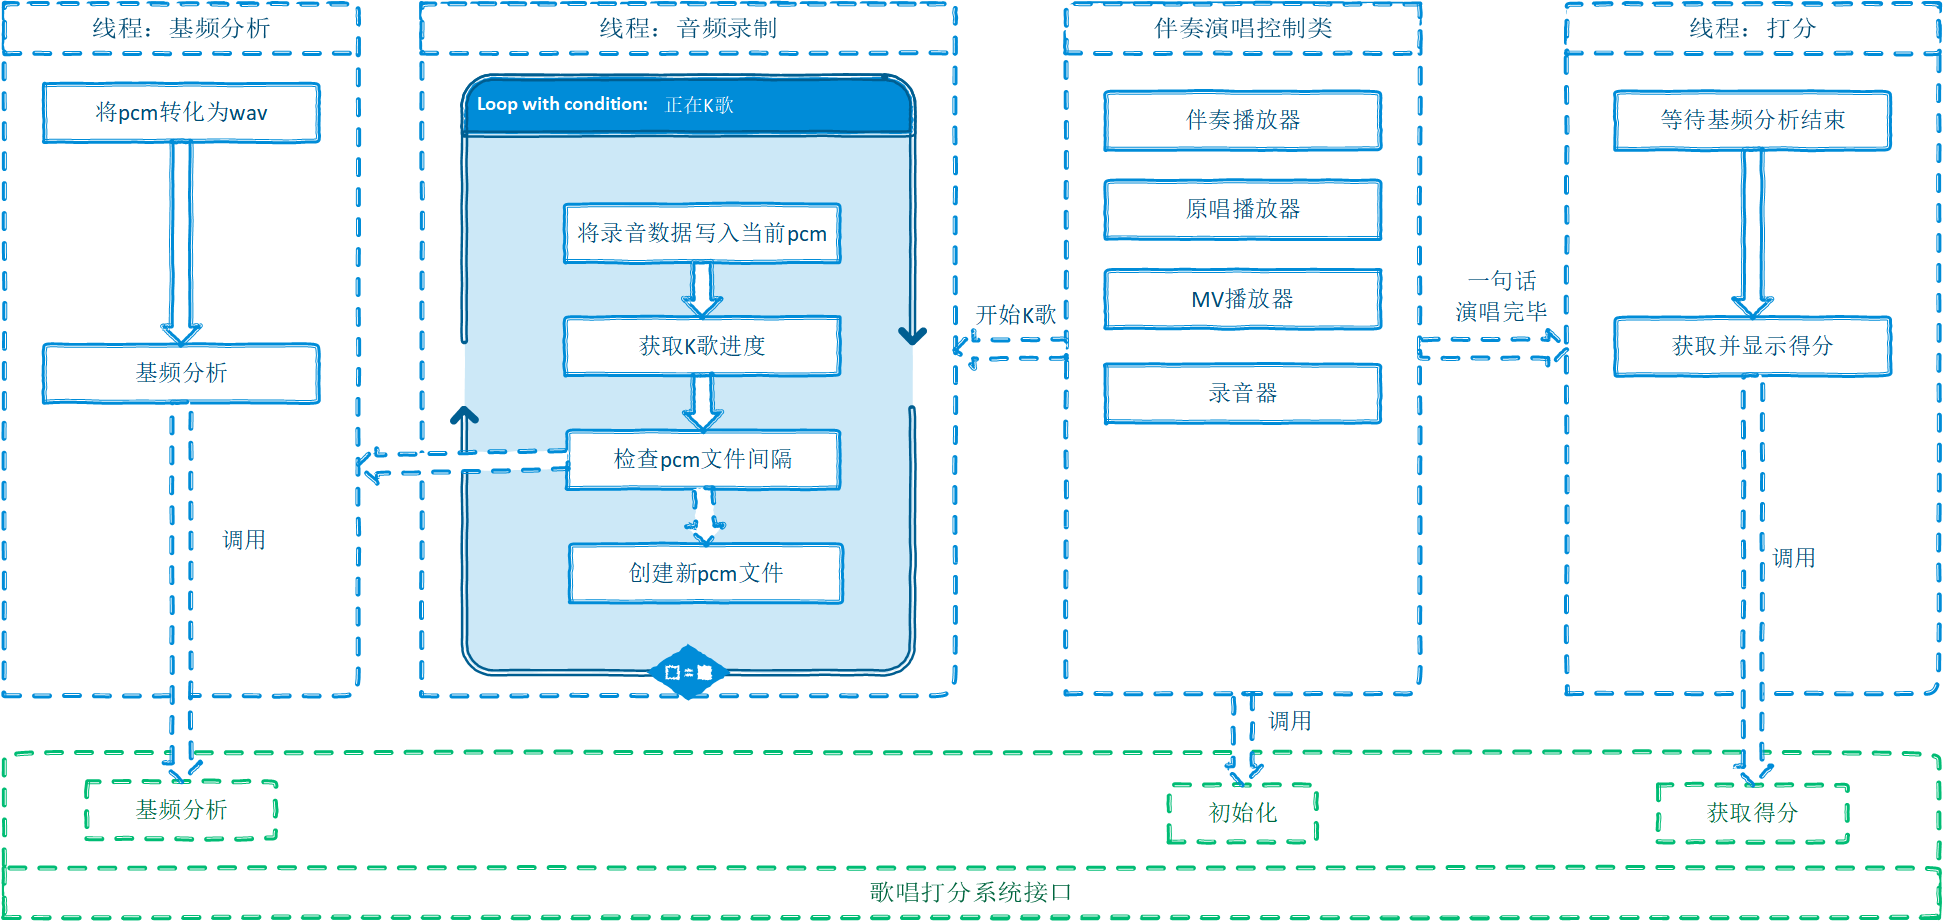 线程：基频分析
将pcm转化为wav
基频分析
调用
线程：音频录制
Loop with condition: 正在K歌
将录音数据写入当前pcm
获取K歌进度
检查pcm文件间隔
创建新pcm文件
开始K歌
伴奏演唱控制类
伴奏播放器
原唱播放器
MV播放器
录音器
调用
一句话
演唱完毕
线程：打分
等待基频分析结束
获取并显示得分
调用
基频分析
初始化
获取得分
歌唱打分系统接口